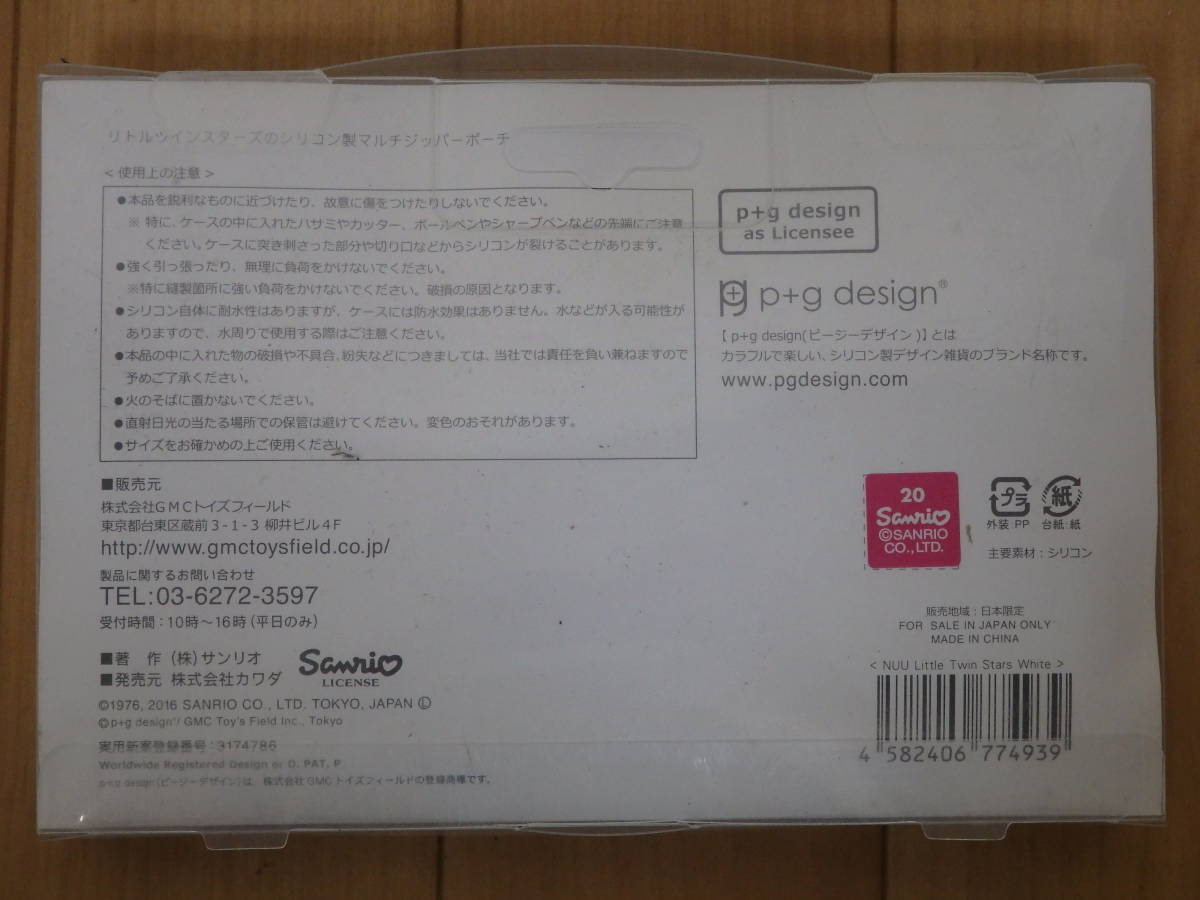 リトルツインスターズのシリコン製マルチジッパーポーチ
< 使用上の注意 >
●本品を鋭利なものに近づけたり、故意に傷をつけたりしないでください。
※ 特に、ケースの中に入れたハサミやカッター、ボールペンやシャープペンなどの先端にご注意
ください。ケースに突き刺さった部分や切り口などからシリコンが裂けることがあります。
●強く引っ張ったり、無理に負荷をかけないでください。
※特に縫製箇所に強い負荷をかけないでください。破損の原因となります。
●シリコン自体に耐水性はありますが、ケースには防水効果はありません。水などが入る可能性が
ありますので、水周りで使用する際はご注意ください。
●本品の中に入れた物の破損や不具合、紛失などにつきましては、当社では責任を負い兼ねますので
予めご了承ください。
●火のそばに置かないでください。
●直射日光の当たる場所での保管は避けてください。変色のおそれがあります。
●サイズをお確かめの上ご使用ください。
■販売元
株式会社GMCトイズフィールド
東京都台東区蔵前3-1-3 柳井ビル4F
http://www.gmctoysfield.co.jp/
製品に関するお問い合わせ
TEL:03-6272-3597
受付時間：10時～16時（平日のみ）
■著　作（株）サンリオ
■発売元 株式会社カワダ
Sanrio
LICENSE
©1976, 2016 SANRIO CO., LTD. TOKYO, JAPAN Ⓛ
©p+g design®/ GMC Toy's Field Inc., Tokyo
実用新案登録番号：3174786
Worldwide Registered Design or D. PAT. P
p+g design(ピージーデザイン)は、株式会社GMCトイズフィールドの登録商標です。
p+g design
as Licensee
p+g design®
【 p+g design(ピージーデザイン)】とは
カラフルで楽しい、シリコン製デザイン雑貨のブランド名称です。
www.pgdesign.com
20
Sanrio
©SANRIO
CO.,LTD.
プラ
外装：PP
紙
台紙：紙
主要素材：シリコン
販売地域：日本限定
FOR SALE IN JAPAN ONLY
MADE IN CHINA
< NUU Little Twin Stars White >
4 582406 774939